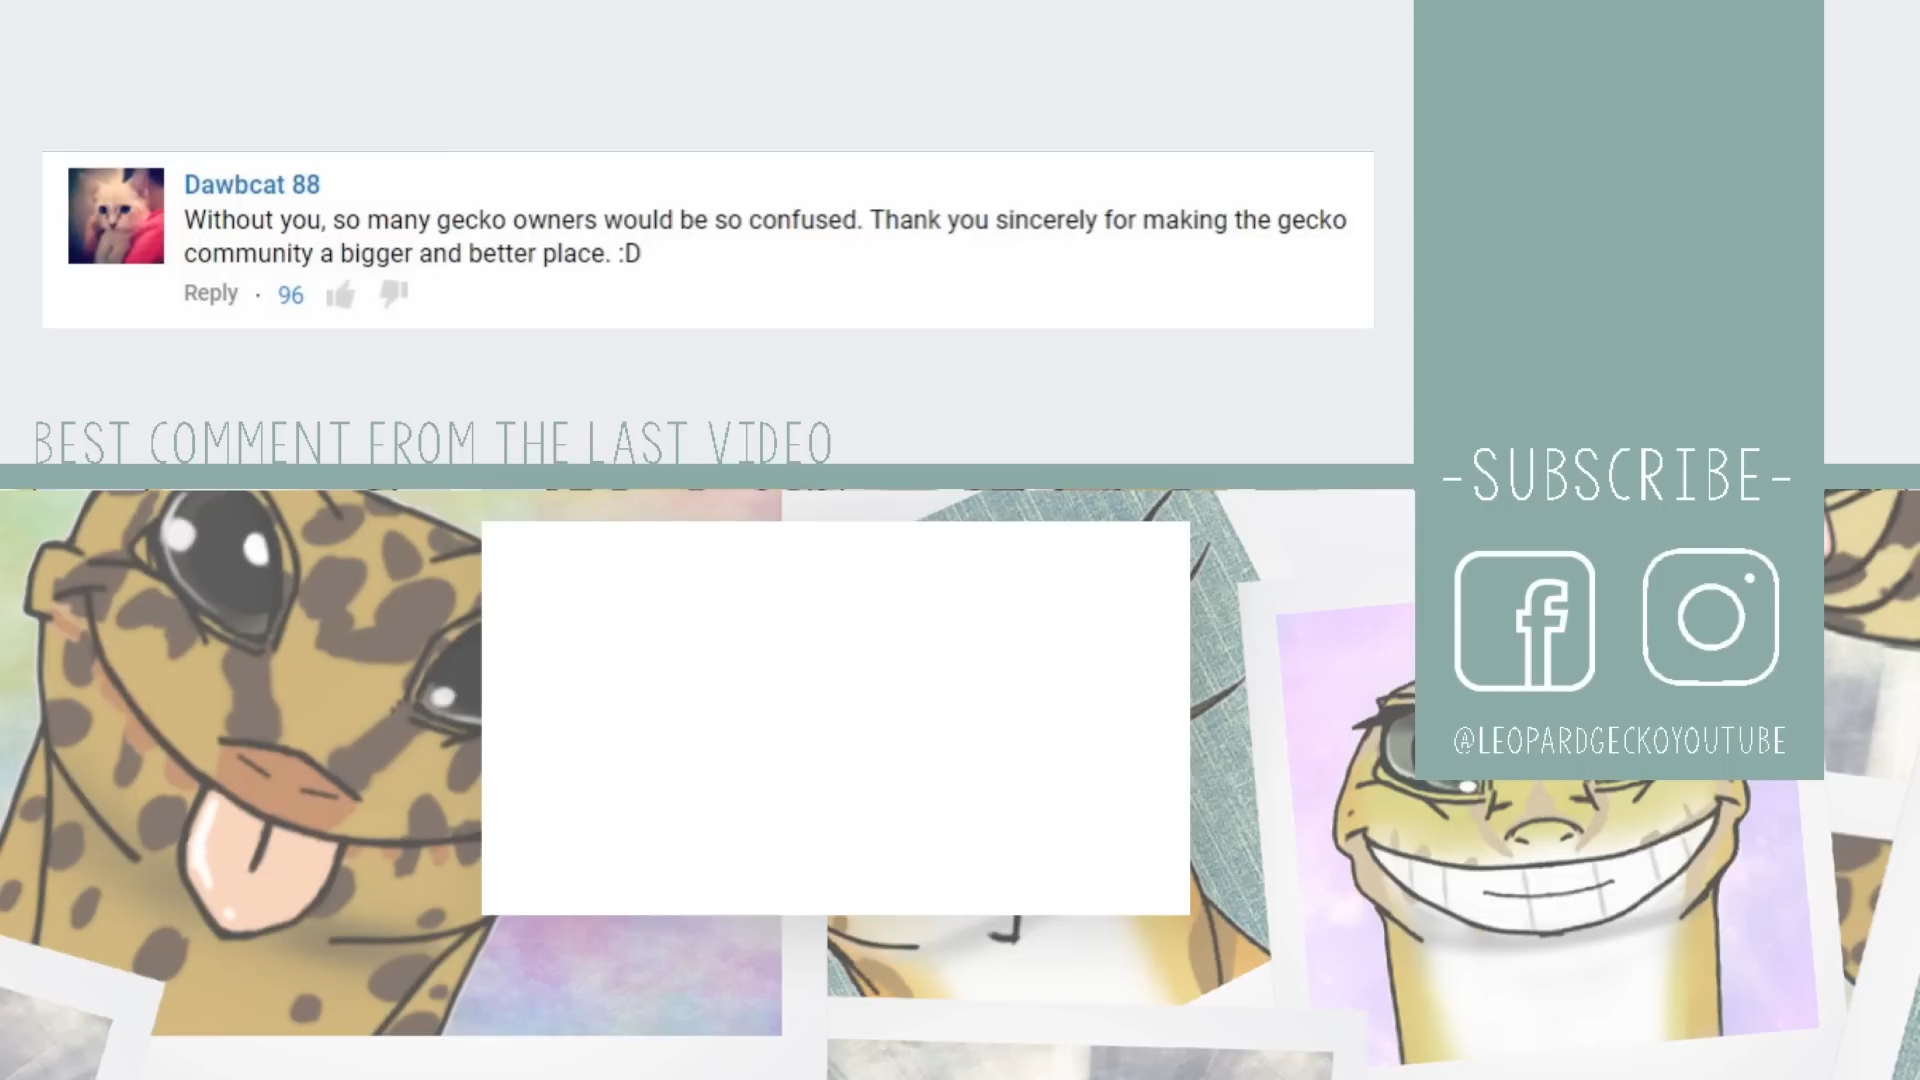 Dawbcat 88
Without you, so many gecko owners would be so confused. Thank you sincerely for making the gecko
community a bigger and better place. :D
Reply · 96
BEST COMMENT FROM THE LAST VIDEO
-SUBSCRIBE-
@LEOPARDGECKOYOUTUBE